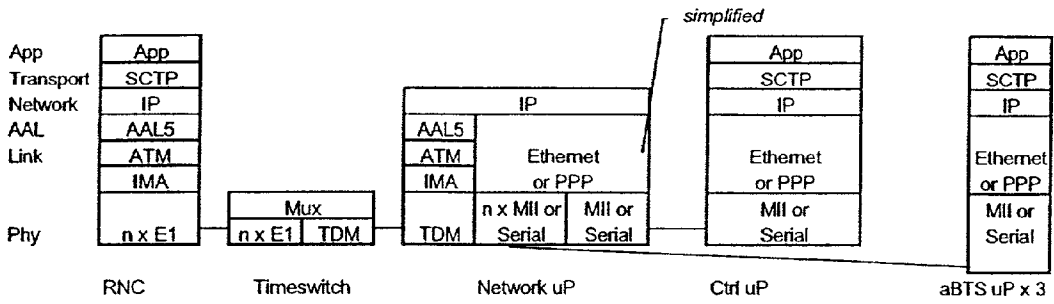 simplified
App App App App
Transport SCTP SCTP SCTP
Network IP IP IP IP
AAL AAL5 AAL5
Link ATM ATM Ethernet Ethernet Ethernet
IMA IMA or PPP or PPP or PPP
Mux n x MII or MII or MII or MII or
Phy n x E1 n x E1 TDM TDM Serial Serial Serial Serial
RNC Timeswitch Network uP Ctrl uP aBTS uP x 3